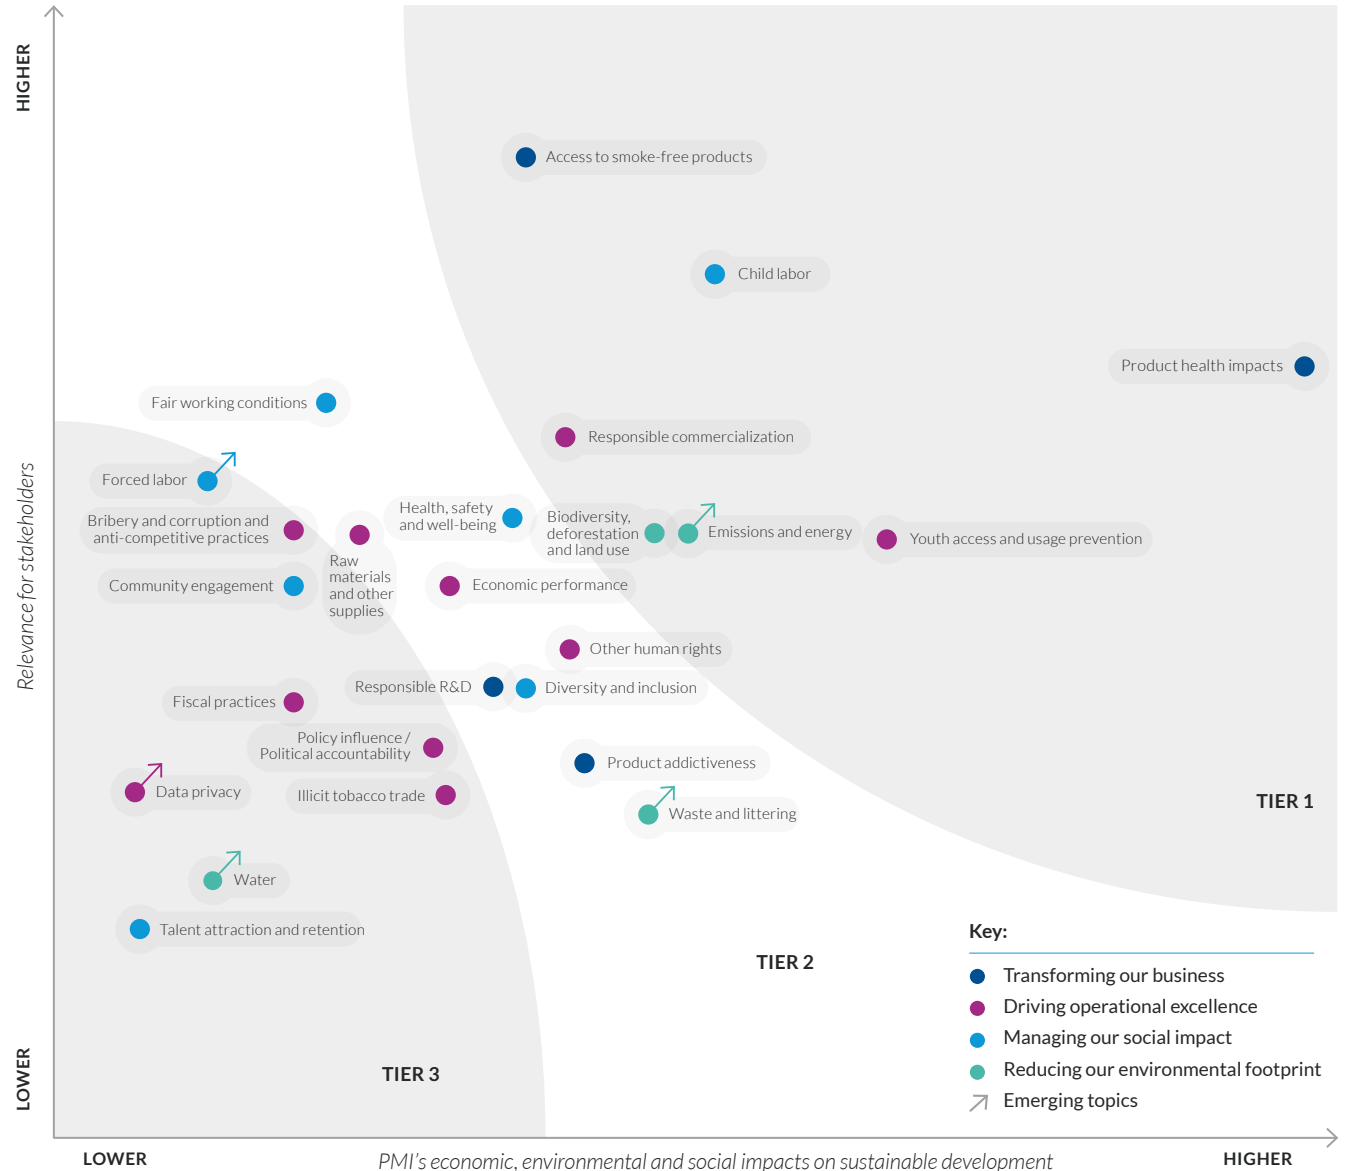 HIGHER
Access to smoke-free products
Child labor
Product health impacts
Fair working conditions
Responsible commercialization
Forced labor
Relevance for stakeholders
Health, safety
and well-being
Biodiversity,
deforestation
and land use
Emissions and energy
Youth access and usage prevention
Bribery and corruption and
anti-competitive practices
Raw
materials
and other
supplies
Community engagement
Economic performance
Other human rights
Responsible R&D
Diversity and inclusion
Fiscal practices
Policy influence /
Political accountability
Product addictiveness
Data privacy
Illicit tobacco trade
Waste and littering
TIER 1
Water
Talent attraction and retention
TIER 2
TIER 3
Key:
Transforming our business
Driving operational excellence
Managing our social impact
Reducing our environmental footprint
Emerging topics
LOWER
LOWER
PMI's economic, environmental and social impacts on sustainable development
HIGHER